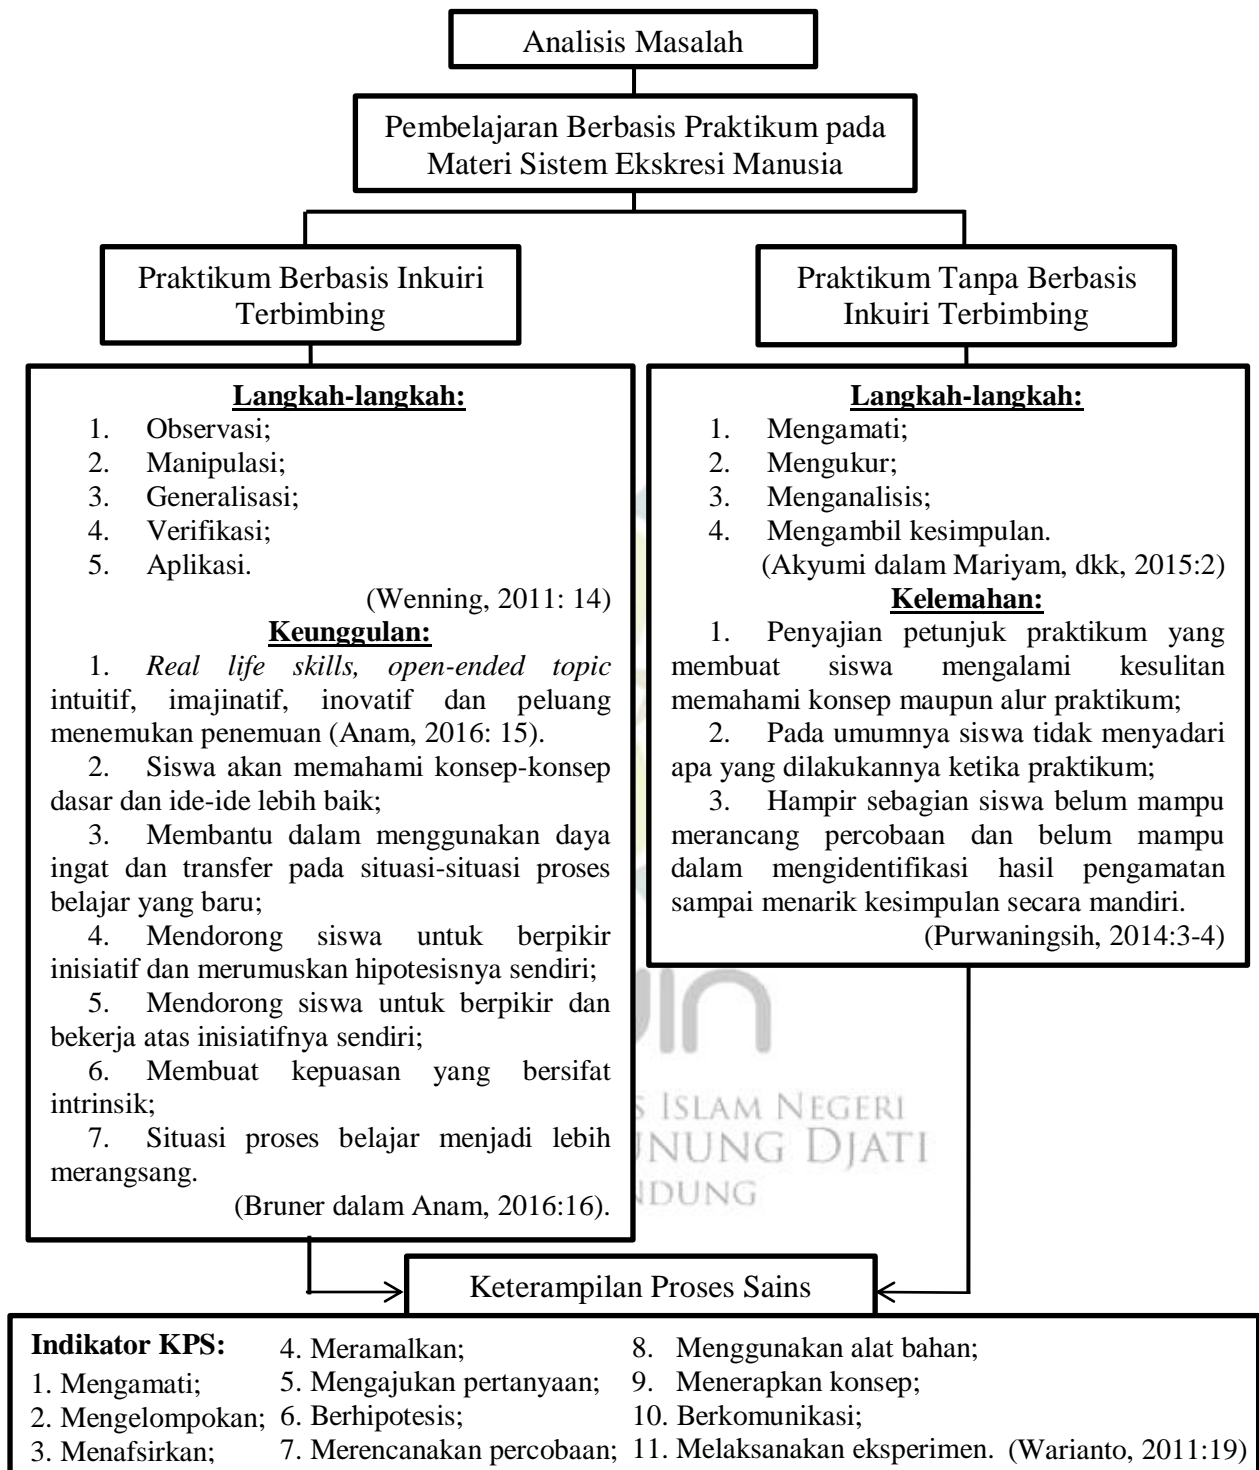 Analisis Masalah
Pembelajaran Berbasis Praktikum pada
Materi Sistem Ekskresi Manusia
Praktikum Berbasis Inkuiri
Terbimbing
Praktikum Tanpa Berbasis
Inkuiri Terbimbing
Langkah-langkah:
1. Observasi;
2. Manipulasi;
3. Generalisasi;
4. Verifikasi;
5. Aplikasi.
(Wenning, 2011: 14)
Keunggulan:
1. Real life skills, open-ended topic
intuitif, imajinatif, inovatif dan peluang
menemukan penemuan (Anam, 2016: 15).
2. Siswa akan memahami konsep-konsep
dasar dan ide-ide lebih baik;
3. Membantu dalam menggunakan daya
ingat dan transfer pada situasi-situasi proses
belajar yang baru;
4. Mendorong siswa untuk berpikir
inisiatif dan merumuskan hipotesisnya sendiri;
5. Mendorong siswa untuk berpikir dan
bekerja atas inisiatifnya sendiri;
6. Membuat kepuasan yang bersifat
intrinsik;
7. Situasi proses belajar menjadi lebih
merangsang.
(Bruner dalam Anam, 2016:16).
Langkah-langkah:
1. Mengamati;
2. Mengukur;
3. Menganalisis;
4. Mengambil kesimpulan.
(Akyumi dalam Mariyam, dkk, 2015:2)
Kelemahan:
1. Penyajian petunjuk praktikum yang
membuat siswa mengalami kesulitan
memahami konsep maupun alur praktikum;
2. Pada umumnya siswa tidak menyadari
apa yang dilakukannya ketika praktikum;
3. Hampir sebagian siswa belum mampu
merancang percobaan dan belum mampu
dalam mengidentifikasi hasil pengamatan
sampai menarik kesimpulan secara mandiri.
(Purwaningsih, 2014:3-4)
S ISLAM NEGERI
UNUNG DJATI
NDUNG
Keterampilan Proses Sains
Indikator KPS:
1. Mengamati;
2. Mengelompokan;
3. Menafsirkan;
4. Meramalkan;
5. Mengajukan pertanyaan;
6. Berhipotesis;
7. Merencanakan percobaan;
8. Menggunakan alat bahan;
9. Menerapkan konsep;
10. Berkomunikasi;
11. Melaksanakan eksperimen. (Warianto, 2011:19)